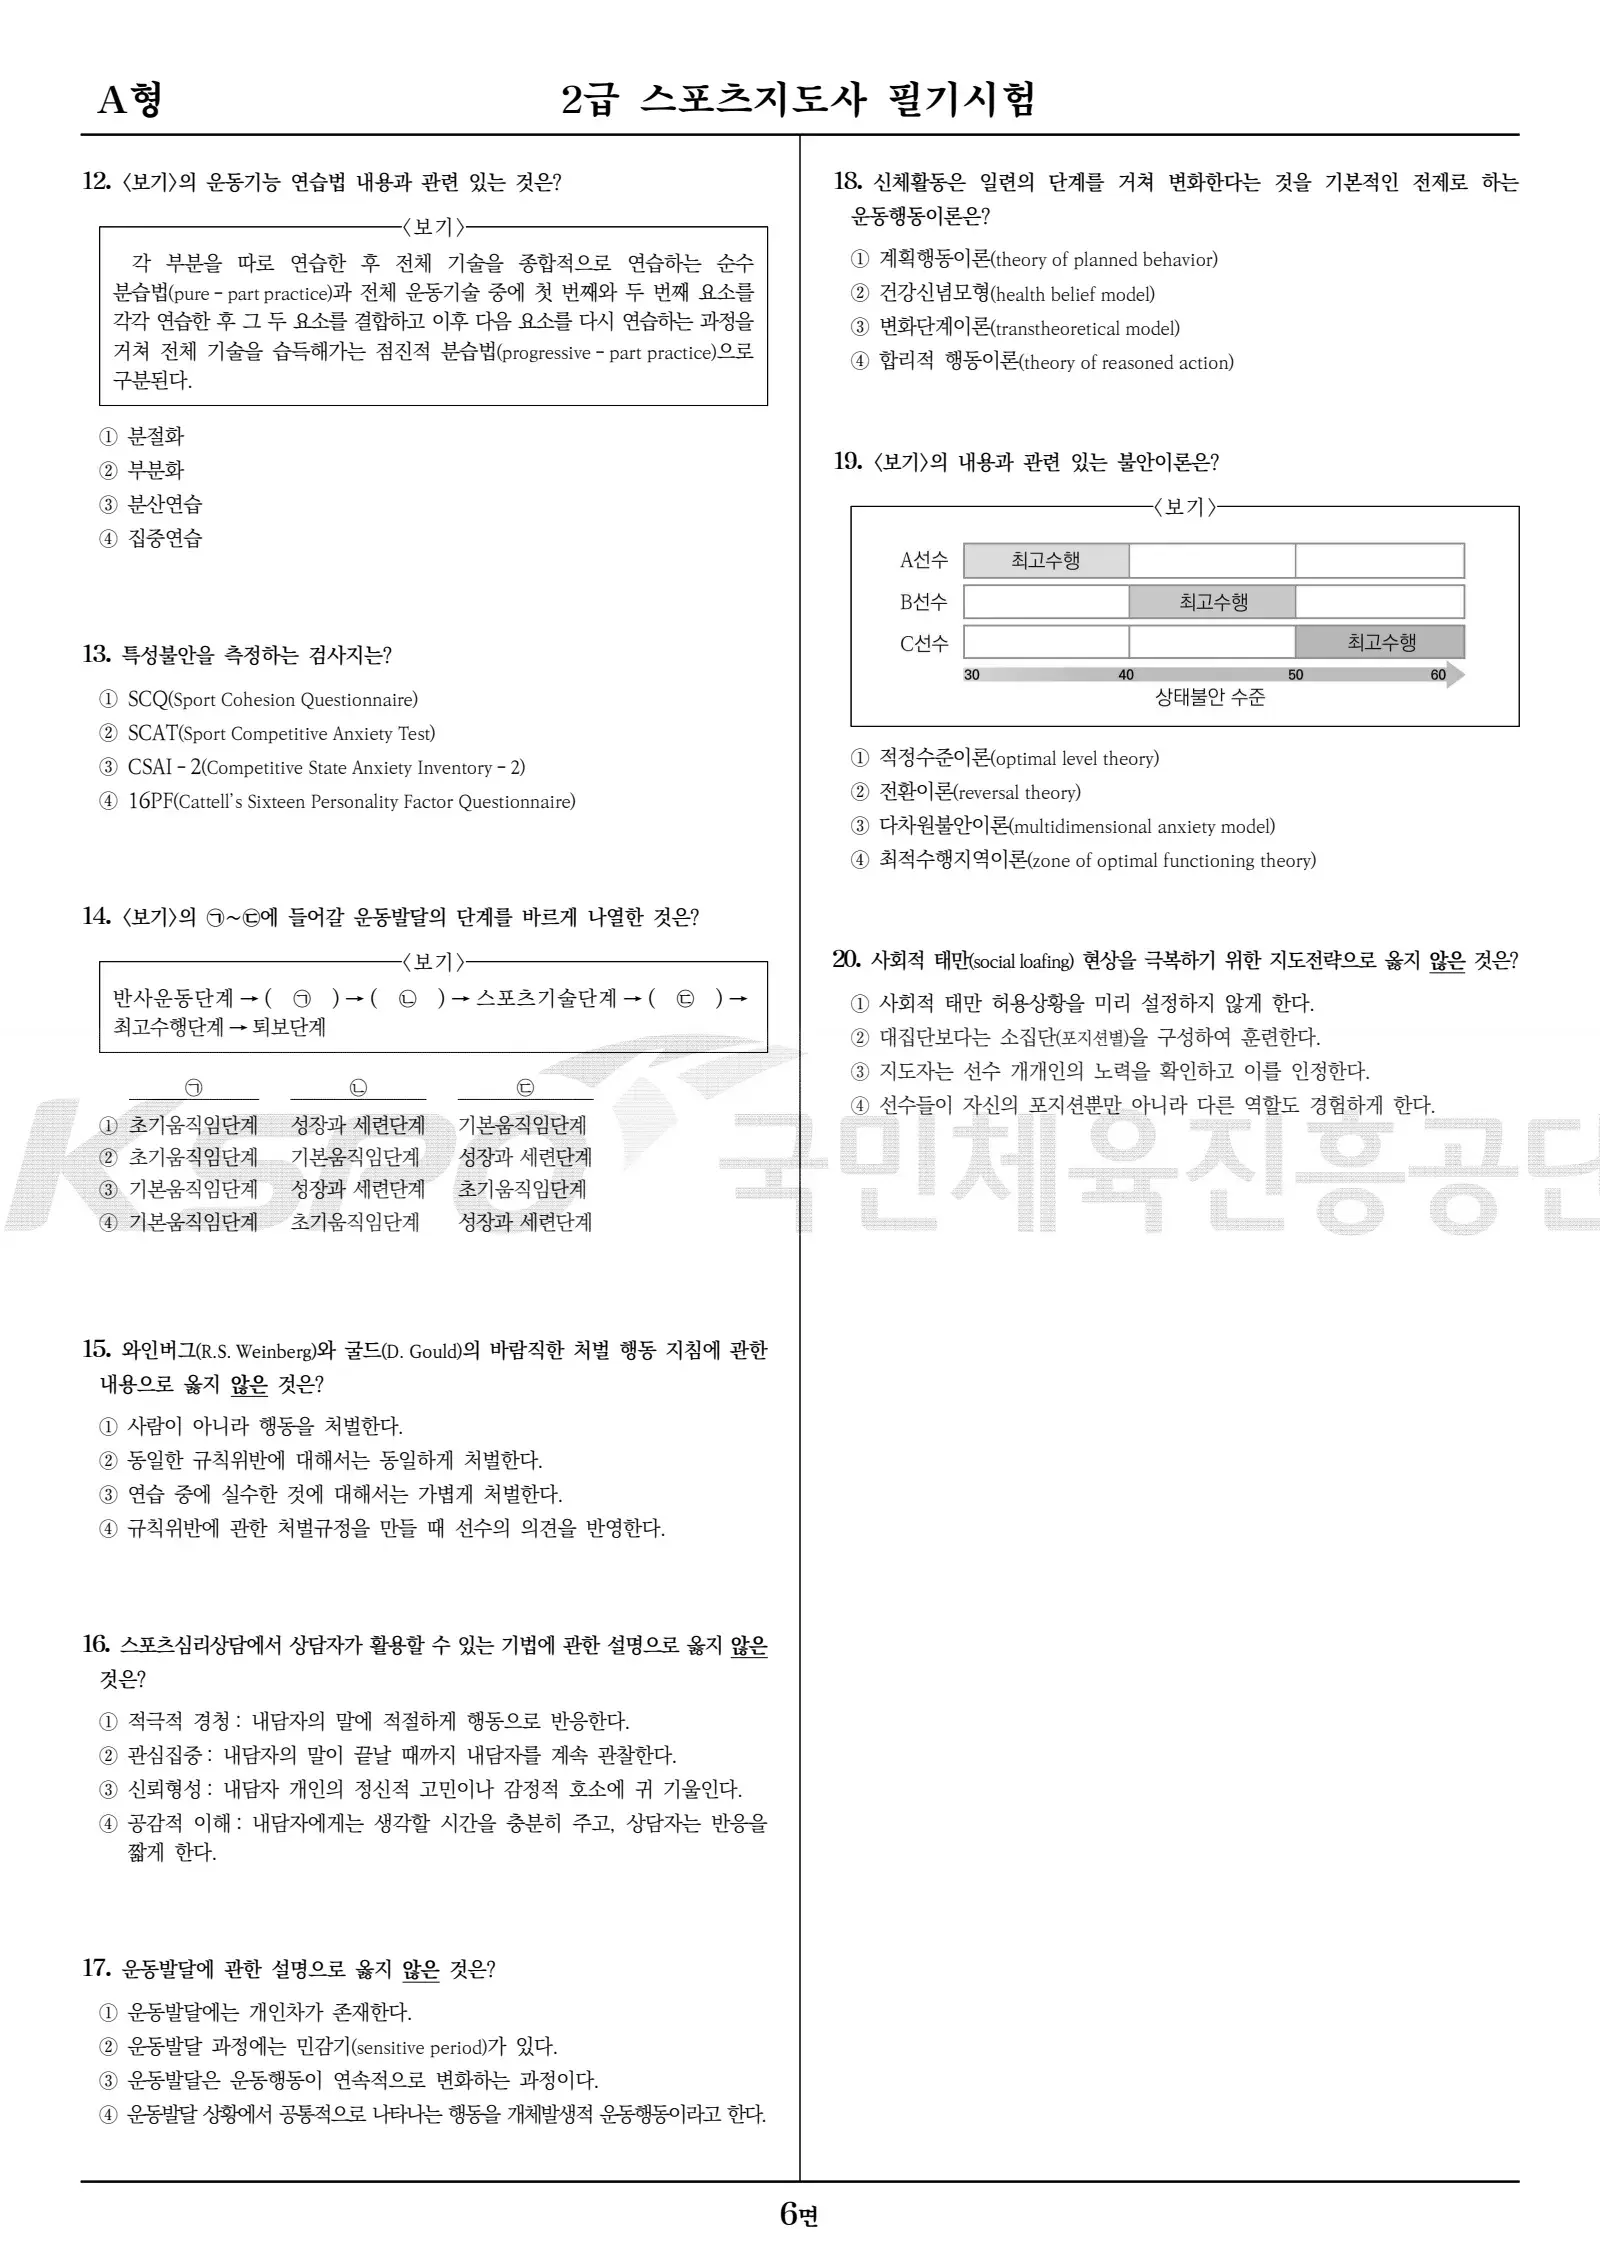 A형
2급 스포츠지도사 필기시험
12. 〈보기〉의 운동기능 연습법 내용과 관련 있는 것은?
〈보기〉
각 부분을 따로 연습한 후 전체 기술을 종합적으로 연습하는 순수
분습법(pure-part practice)과 전체 운동기술 중에 첫 번째와 두 번째 요소를
각각 연습한 후 그 두 요소를 결합하고 이후 다음 요소를 다시 연습하는 과정을
거쳐 전체 기술을 습득해가는 점진적 분습법(progressive-part practice)으로
구분된다.
① 분절화
② 부분화
③ 분산연습
④ 집중연습
13. 특성불안을 측정하는 검사지는?
① SCQ(Sport Cohesion Questionnaire)
② SCAT(Sport Competitive Anxiety Test)
③ CSAI-2(Competitive State Anxiety Inventory-2)
④ 16PF(Cattell's Sixteen Personality Factor Questionnaire)
14. 〈보기〉의 ㉠~㉢에 들어갈 운동발달의 단계를 바르게 나열한 것은?
〈보기〉
반사운동단계 → ( ㉠ ) → ( ㉡ ) → 스포츠기술단계 → ( ㉢ ) →
최고수행단계 → 퇴보단계
㉠ ㉡ ㉢
① 초기움직임단계 성장과 세련단계 기본움직임단계
② 초기움직임단계 기본움직임단계 성장과 세련단계
③ 기본움직임단계 성장과 세련단계 초기움직임단계
④ 기본움직임단계 초기움직임단계 성장과 세련단계
15. 와인버그(R.S. Weinberg)와 굴드(D. Gould)의 바람직한 처벌 행동 지침에 관한
내용으로 옳지 않은 것은?
① 사람이 아니라 행동을 처벌한다.
② 동일한 규칙위반에 대해서는 동일하게 처벌한다.
③ 연습 중에 실수한 것에 대해서는 가볍게 처벌한다.
④ 규칙위반에 관한 처벌규정을 만들 때 선수의 의견을 반영한다.
16. 스포츠심리상담에서 상담자가 활용할 수 있는 기법에 관한 설명으로 옳지 않은
것은?
① 적극적 경청: 내담자의 말에 적절하게 행동으로 반응한다.
② 관심집중: 내담자의 말이 끝날 때까지 내담자를 계속 관찰한다.
③ 신뢰형성: 내담자 개인의 정신적 고민이나 감정적 호소에 귀 기울인다.
④ 공감적 이해: 내담자에게는 생각할 시간을 충분히 주고, 상담자는 반응을
짧게 한다.
17. 운동발달에 관한 설명으로 옳지 않은 것은?
① 운동발달에는 개인차가 존재한다.
② 운동발달 과정에는 민감기(sensitive period)가 있다.
③ 운동발달은 운동행동이 연속적으로 변화하는 과정이다.
④ 운동발달 상황에서 공통적으로 나타나는 행동을 개체발생적 운동행동이라고 한다.
18. 신체활동은 일련의 단계를 거쳐 변화한다는 것을 기본적인 전제로 하는
운동행동이론은?
① 계획행동이론(theory of planned behavior)
② 건강신념모형(health belief model)
③ 변화단계이론(transtheoretical model)
④ 합리적 행동이론(theory of reasoned action)
19. 〈보기〉의 내용과 관련 있는 불안이론은?
〈보기〉
A선수 최고수행
B선수 최고수행
C선수 최고수행
30 40 50 60
상태불안 수준
① 적정수준이론(optimal level theory)
② 전환이론(reversal theory)
③ 다차원불안이론(multidimensional anxiety model)
④ 최적수행지역이론(zone of optimal functioning theory)
20. 사회적 태만(social loafing) 현상을 극복하기 위한 지도전략으로 옳지 않은 것은?
① 사회적 태만 허용상황을 미리 설정하지 않게 한다.
② 대집단보다는 소집단(포지션별)을 구성하여 훈련한다.
③ 지도자는 선수 개개인의 노력을 확인하고 이를 인정한다.
④ 선수들이 자신의 포지션뿐만 아니라 다른 역할도 경험하게 한다.
KSPO 국민체육진흥공단
6면